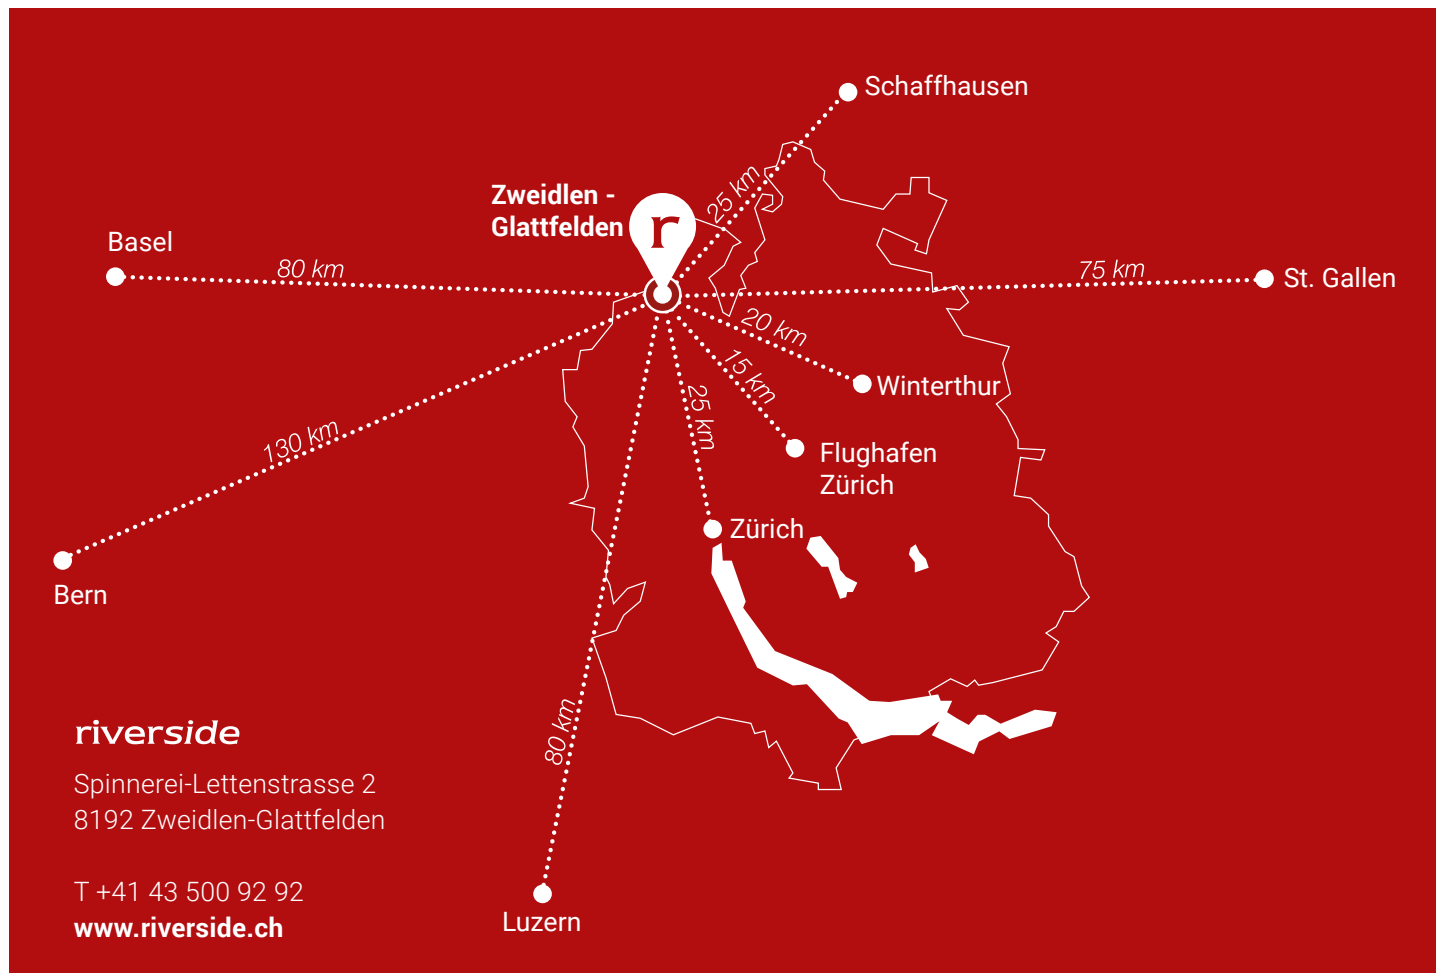 Schaffhausen
25 km
Zweidlen -
Glattfelden
r
Basel
80 km
75 km
St. Gallen
20 km
15 km
Winterthur
25 km
130 km
Flughafen
Zürich
Zürich
Bern
80 km
riverside
Spinnerei-Lettenstrasse 2
8192 Zweidlen-Glattfelden
T +41 43 500 92 92
www.riverside.ch
Luzern